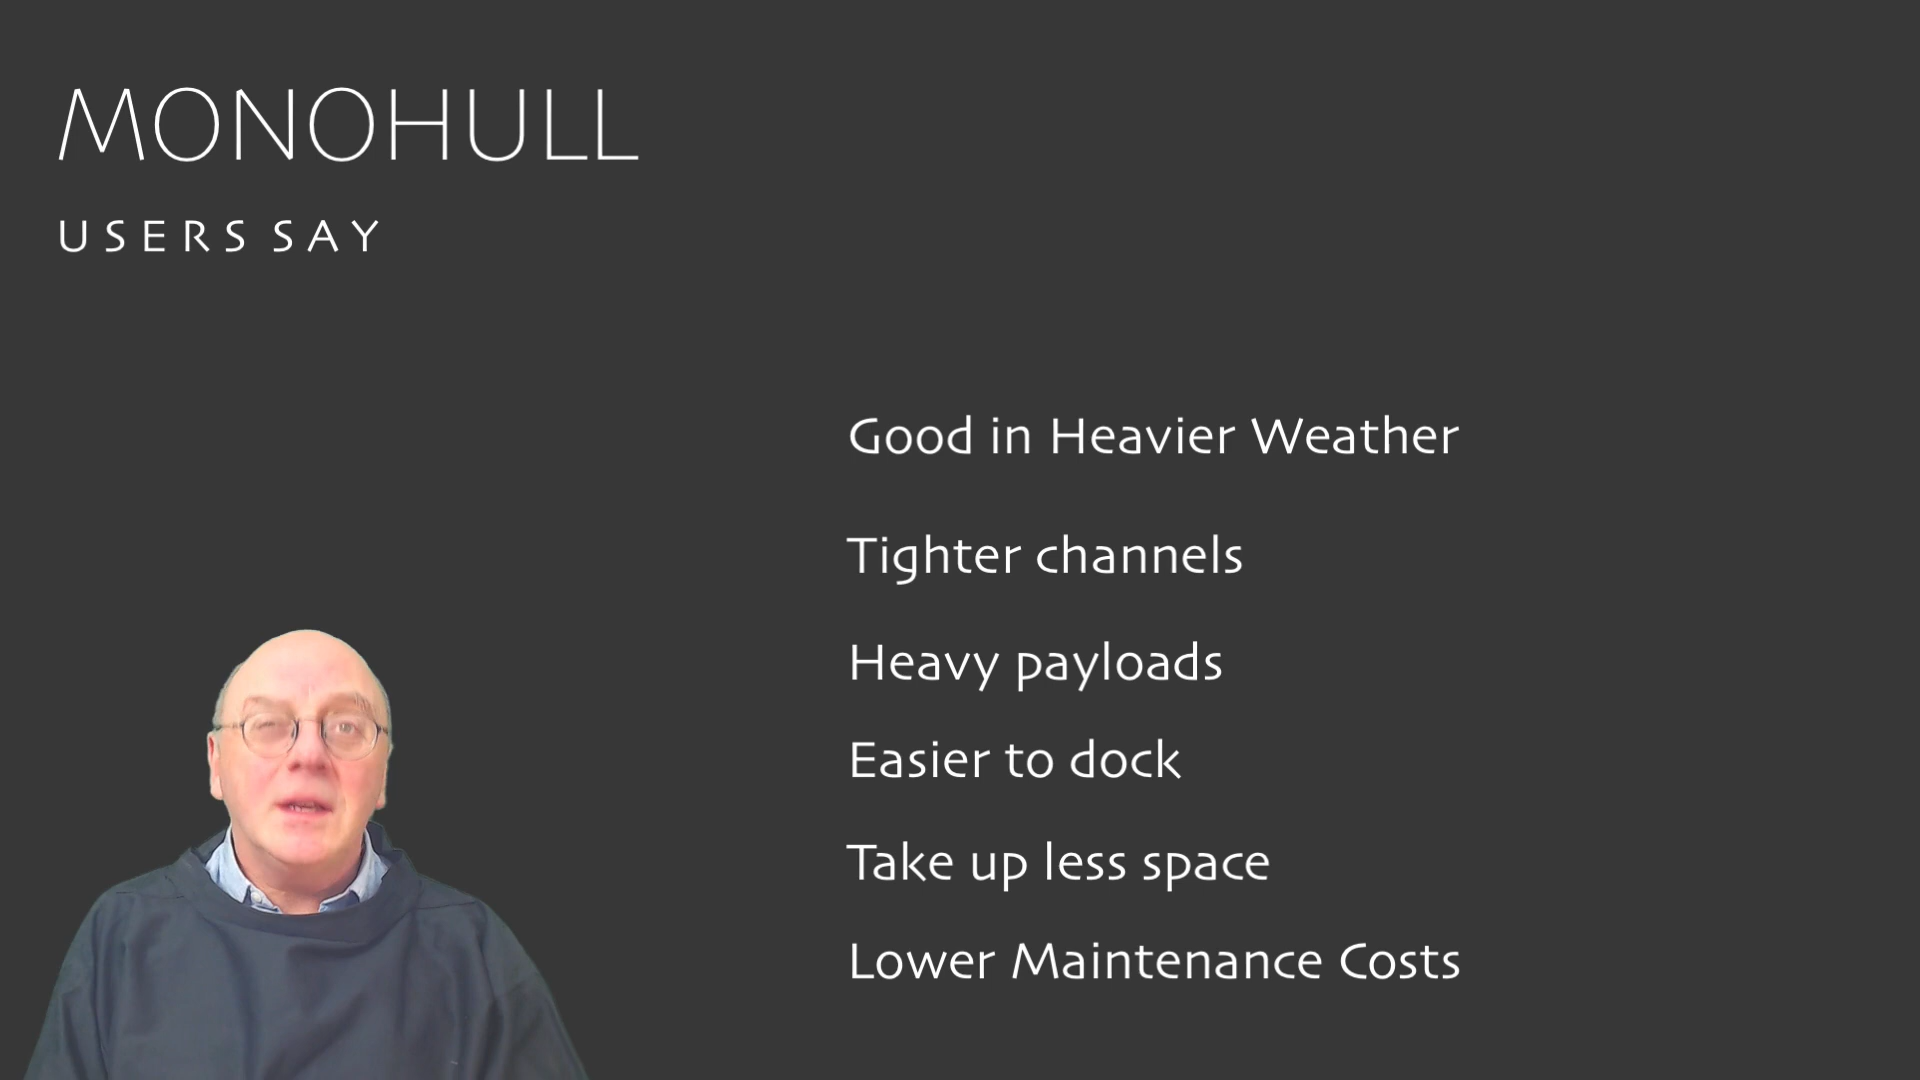 MONOHULL
USERS SAY
Good in Heavier Weather
Tighter channels
Heavy payloads
Easier to dock
Take up less space
Lower Maintenance Costs